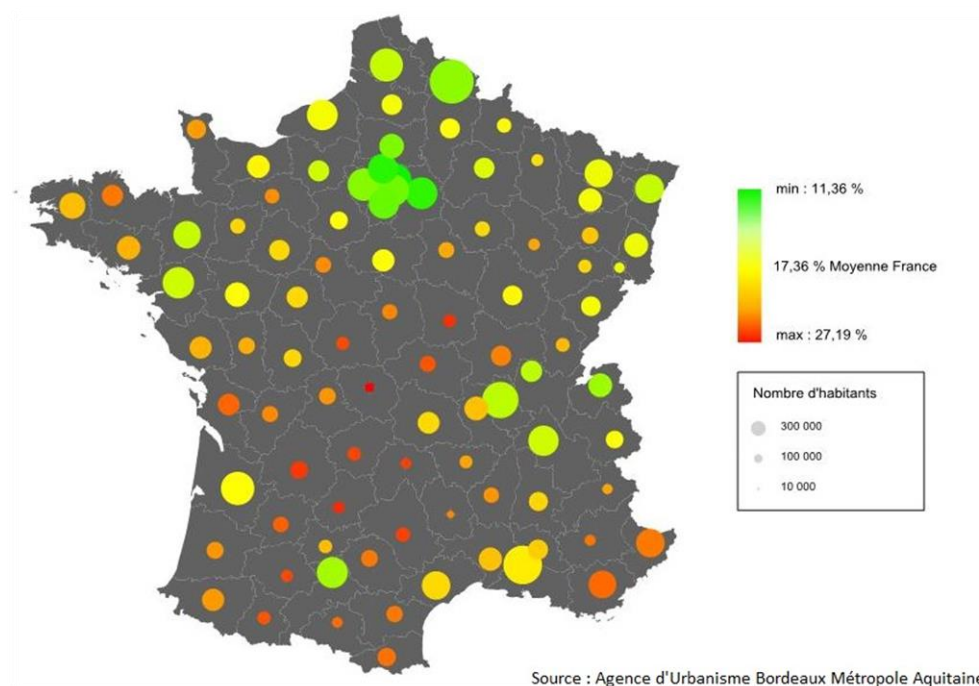 min : 11,36 %
17,36 % Moyenne France
max : 27,19 %
Nombre d'habitants
300 000
100 000
10 000
Source : Agence d'Urbanisme Bordeaux Métropole Aquitaine